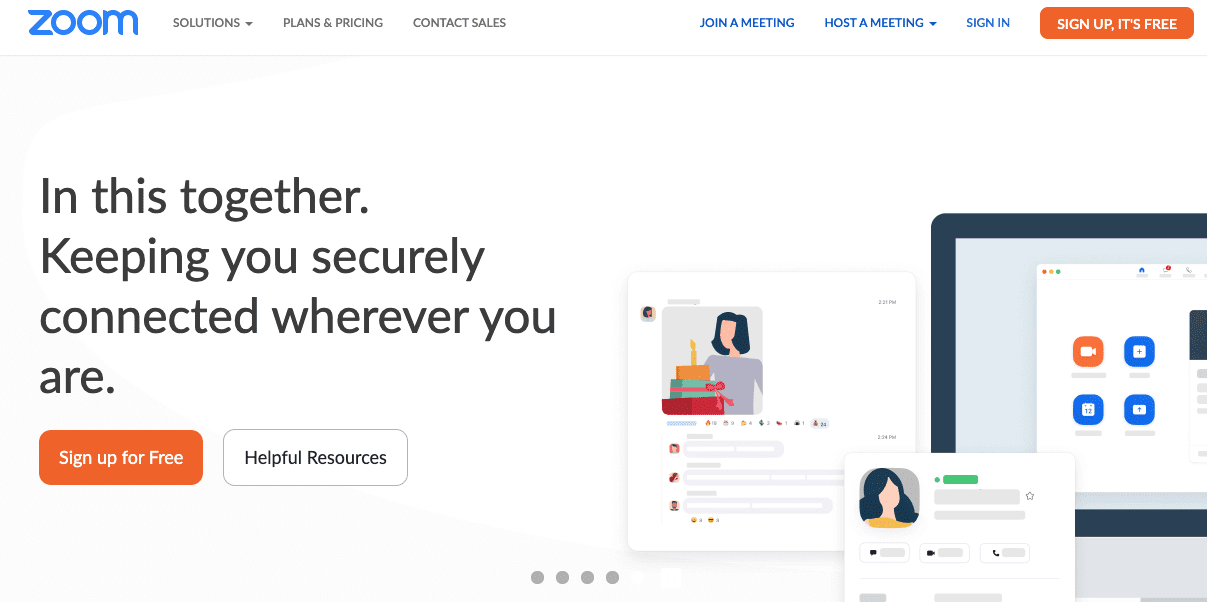 zoom
SOLUTIONS
PLANS & PRICING
CONTACT SALES
JOIN A MEETING
HOST A MEETING
SIGN IN
SIGN UP, IT'S FREE
In this together.
Keeping you securely
connected wherever you
are.
Sign up for Free
Helpful Resources
2:21 PM
2:24 PM
12